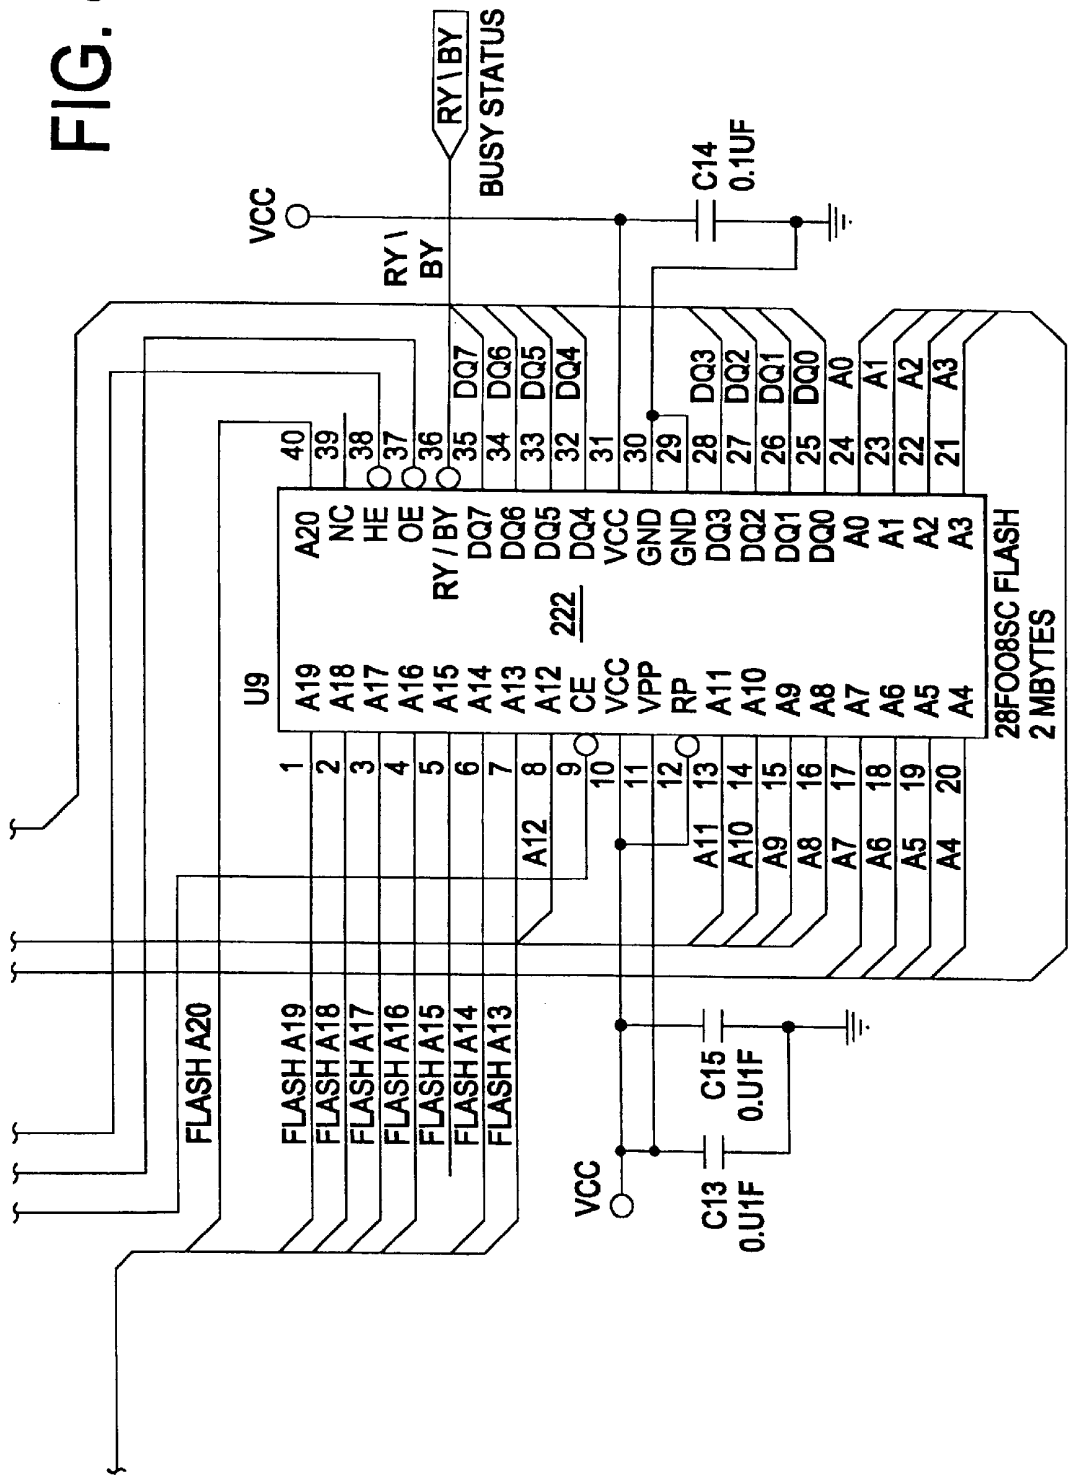 FIG.
VCC
RY \
BY
RY \ BY
BUSY STATUS
C14
0.1UF
FLASH A20
FLASH A19
FLASH A18
FLASH A17
FLASH A16
FLASH A15
FLASH A14
FLASH A13
A12
A11
A10
A9
A8
A7
A6
A5
A4
VCC
C13
0.U1F
C15
0.U1F
U9
222
1 A19
2 A18
3 A17
4 A16
5 A15
6 A14
7 A13
8 A12
9 CE
10 VCC
11 VPP
12 RP
13 A11
14 A10
15 A9
16 A8
17 A7
18 A6
19 A5
20 A4
A20 40
NC 39
HE 38
OE 37
RY / BY 36
DQ7 35 DQ7
DQ6 34 DQ6
DQ5 33 DQ5
DQ4 32 DQ4
VCC 31
GND 30
GND 29
DQ3 28 DQ3
DQ2 27 DQ2
DQ1 26 DQ1
DQ0 25 DQ0
A0 24 A0
A1 23 A1
A2 22 A2
A3 21 A3
28FOO8SC FLASH
2 MBYTES